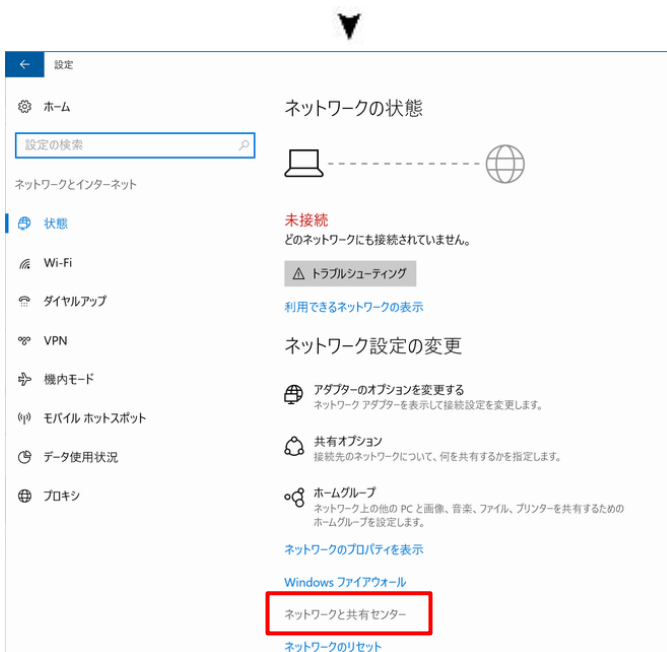 設定
ホーム
設定の検索
ネットワークとインターネット
状態
Wi-Fi
ダイヤルアップ
VPN
機内モード
モバイル ホットスポット
データ使用状況
プロキシ
ネットワークの状態
未接続
どのネットワークにも接続されていません。
トラブルシューティング
利用できるネットワークの表示
ネットワーク設定の変更
アダプターのオプションを変更する
ネットワーク アダプターを表示して接続設定を変更します。
共有オプション
接続先のネットワークについて、何を共有するかを指定します。
ホームグループ
ネットワーク上の他の PC と画像、音楽、ファイル、プリンターを共有するための
ホームグループを設定します。
ネットワークのプロパティを表示
Windows ファイアウォール
ネットワークと共有センター
ネットワークのリセット